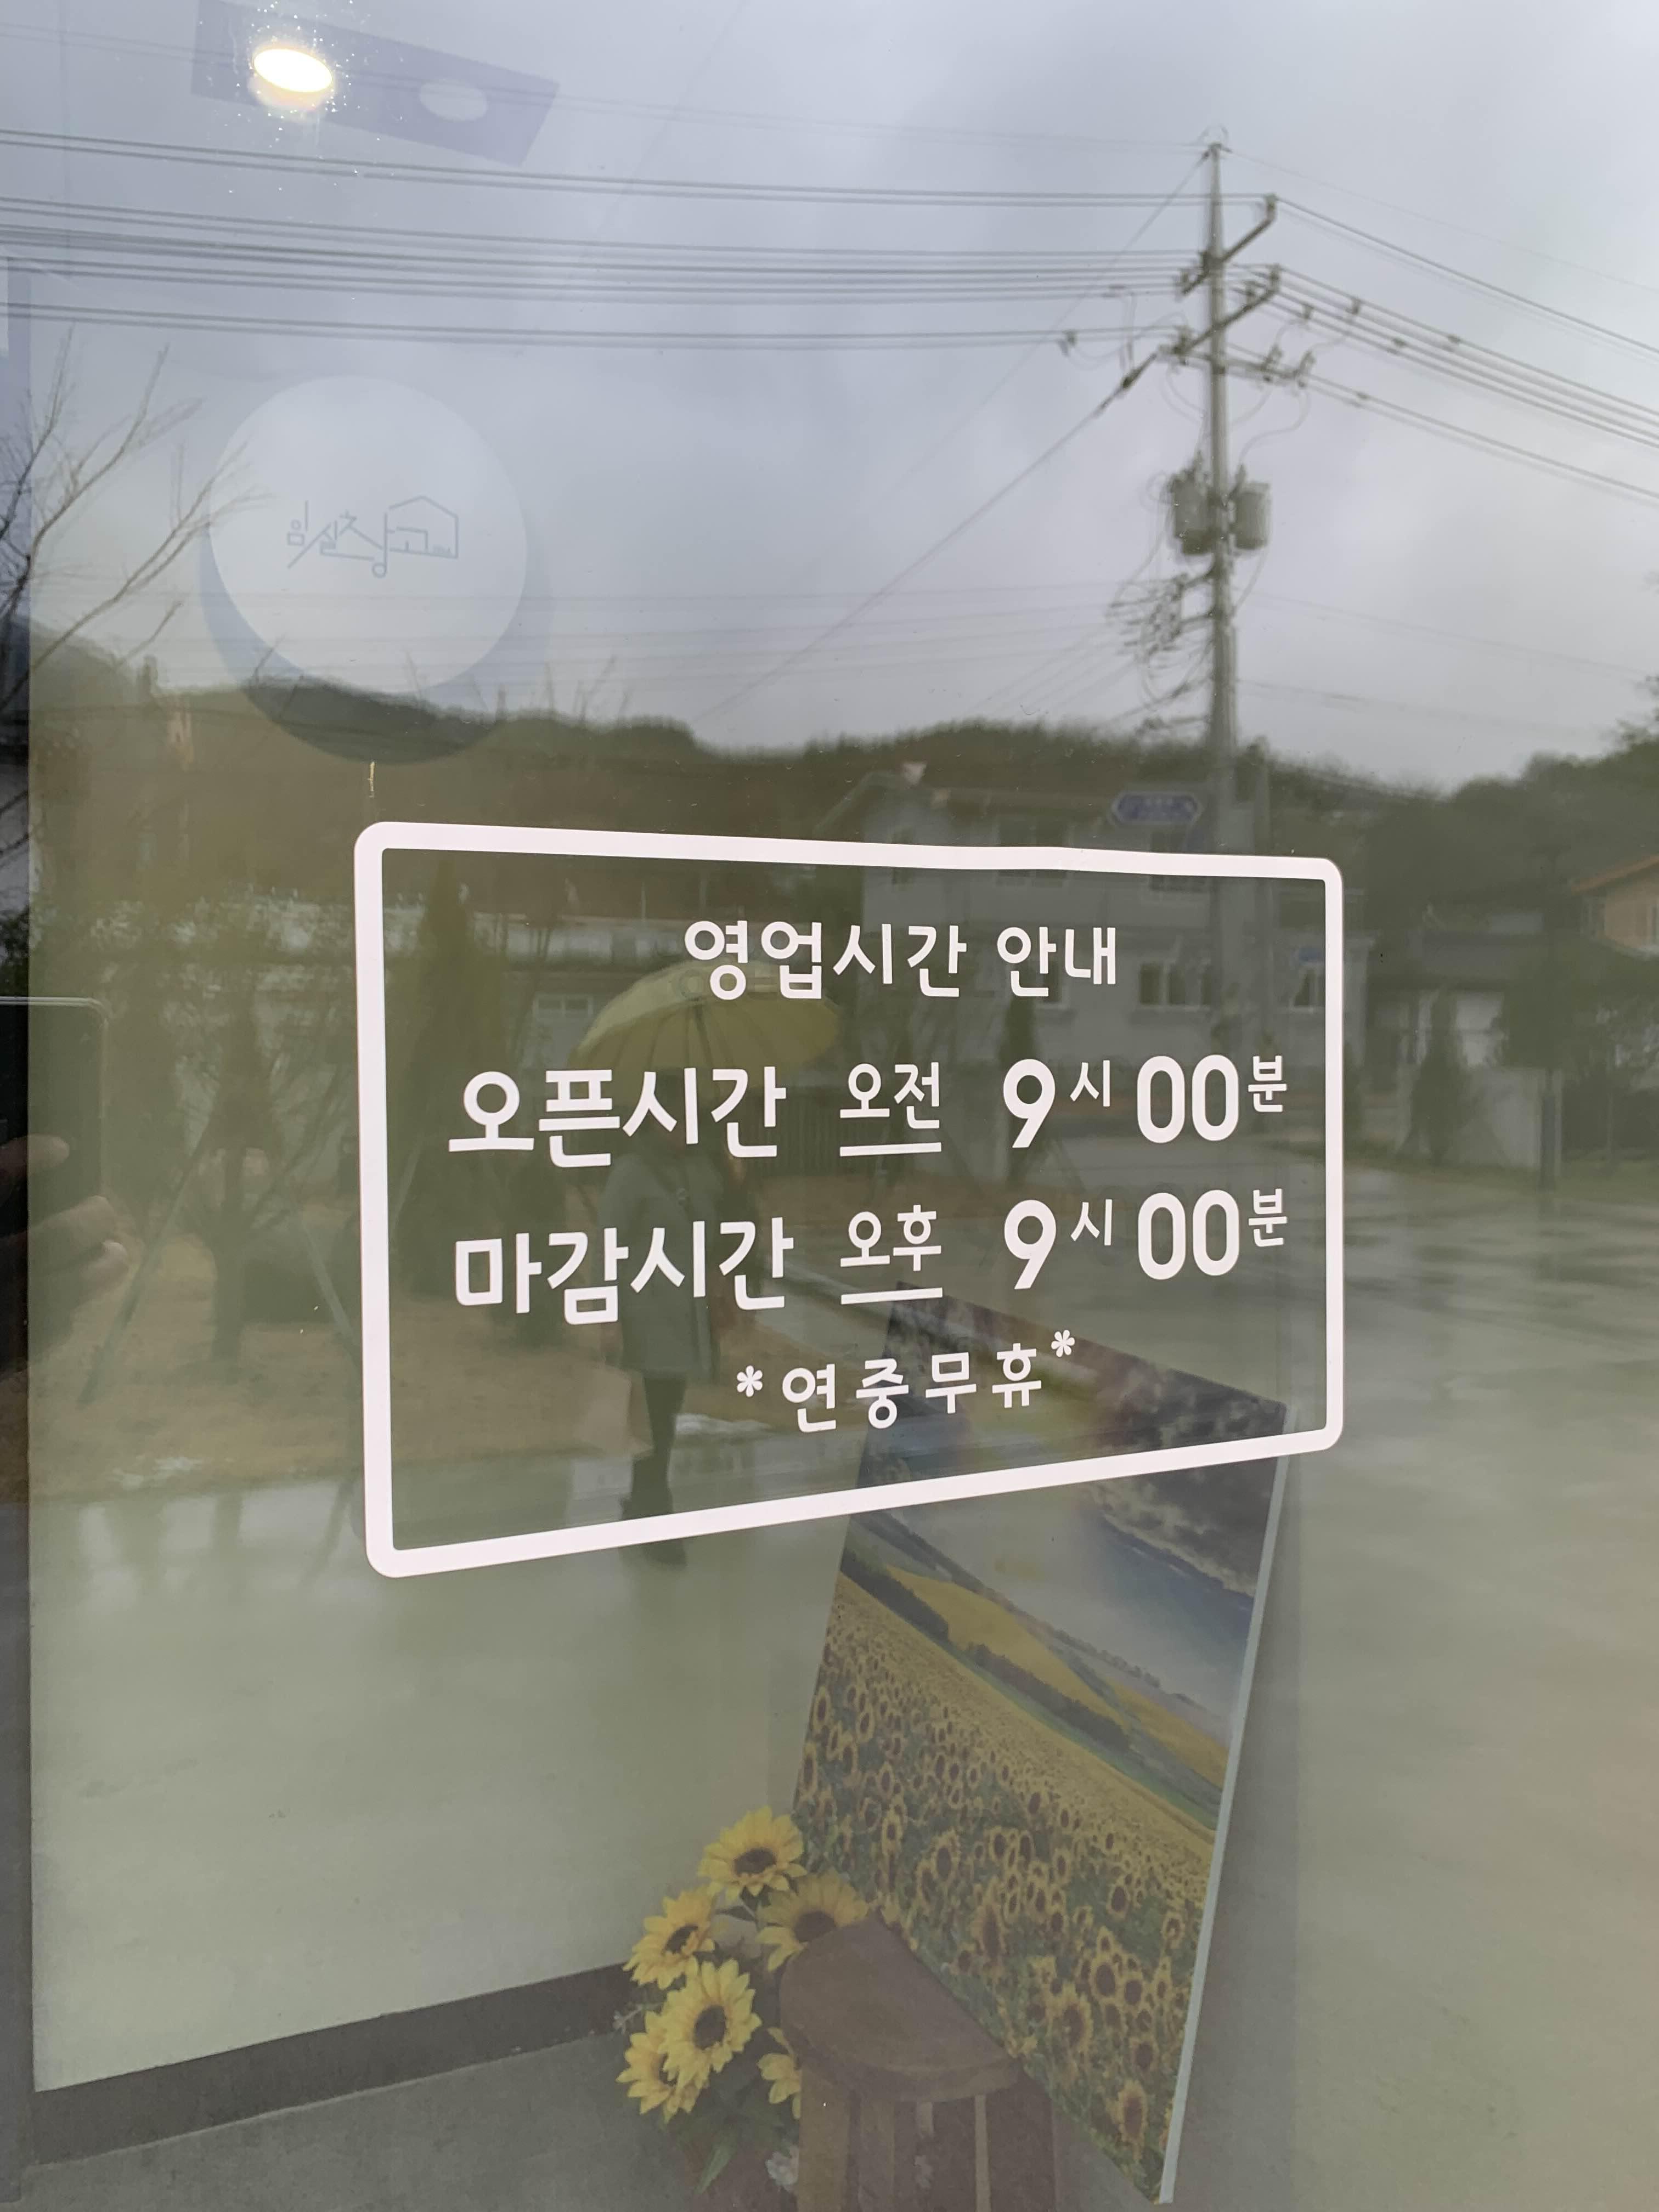 임실창고
영업시간 안내
오픈시간 오전 9시 00분
마감시간 오후 9시 00분
*연중무휴*